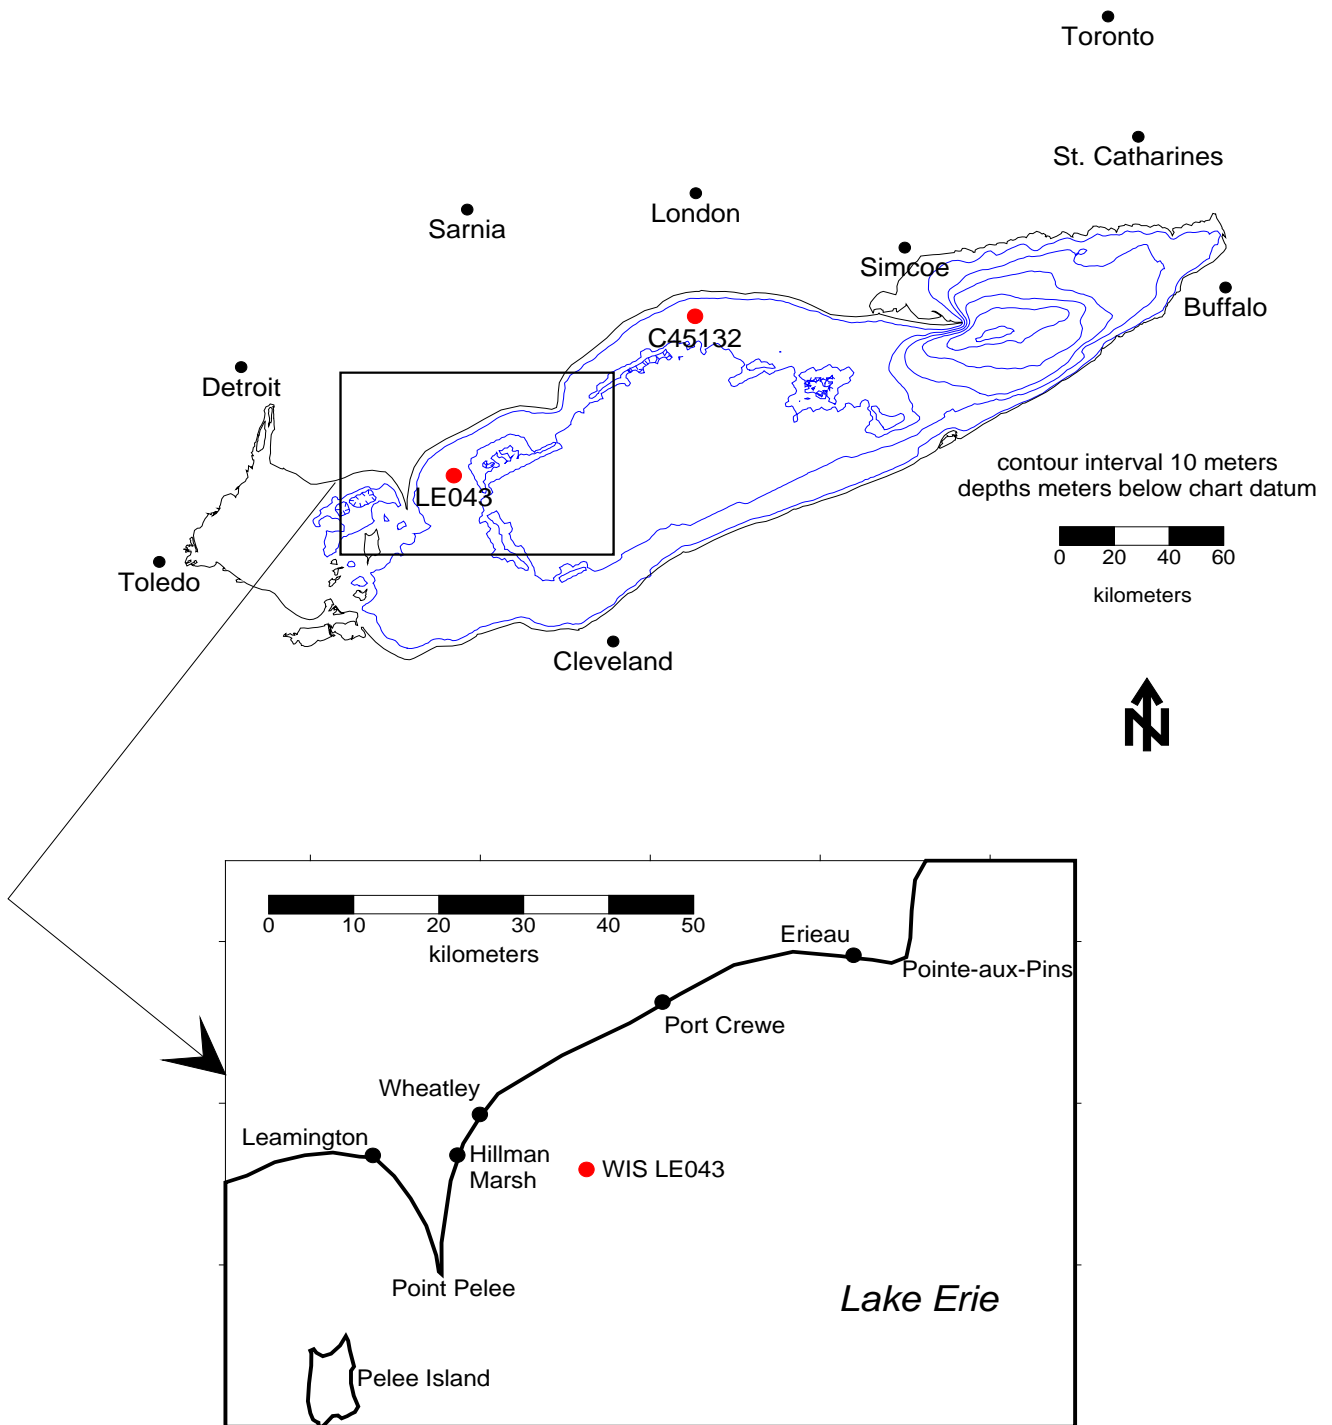 Toronto
St. Catharines
London
Sarnia
Simcoe
Buffalo
C45132
Detroit
LE043
contour interval 10 meters
depths meters below chart datum
0 20 40 60
kilometers
Toledo
Cleveland
N
0 10 20 30 40 50
kilometers
Erieau
Pointe-aux-Pins
Port Crewe
Wheatley
Leamington
Hillman
Marsh
WIS LE043
Point Pelee
Lake Erie
Pelee Island